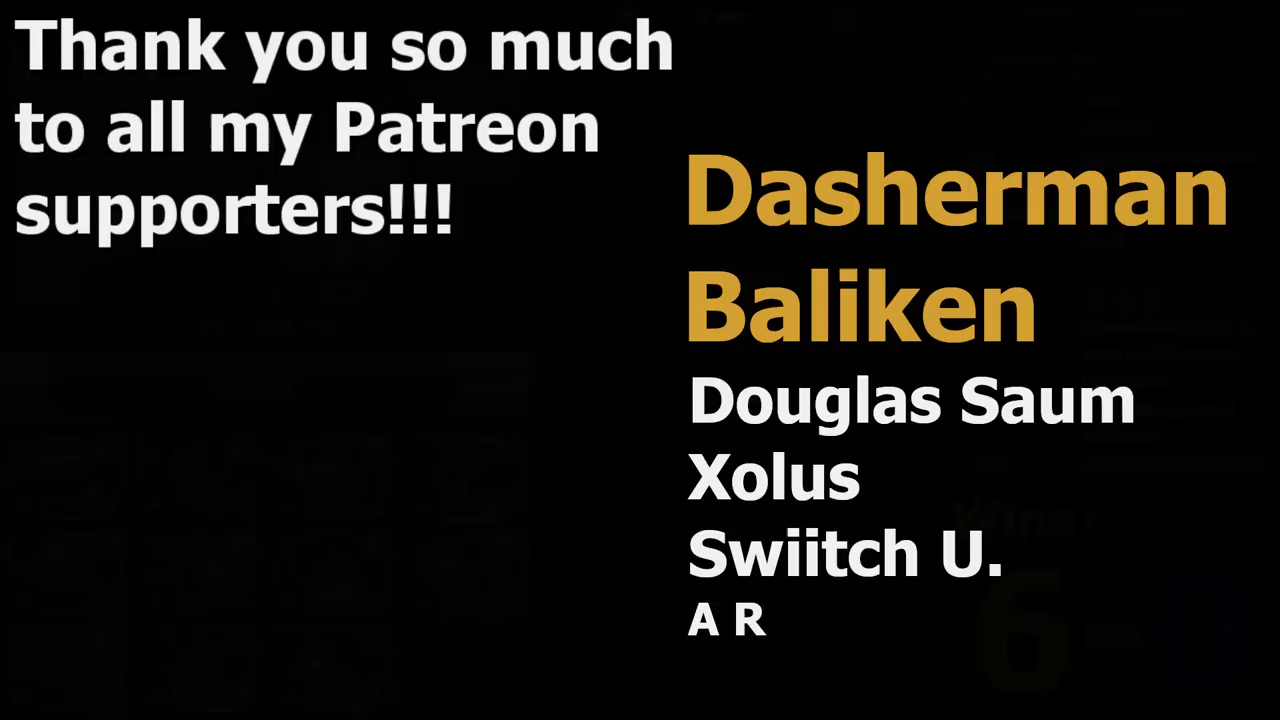 Thank you so much
to all my Patreon
supporters!!!
Dasherman
Baliken
Douglas Saum
Xolus
Swiitch U.
A R